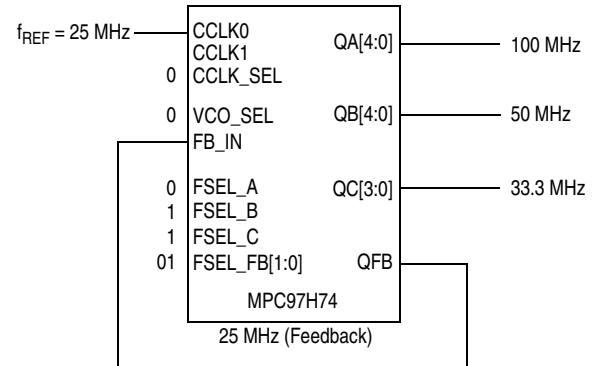 fREF = 25 MHz
CCLK0
CCLK1
0 CCLK_SEL
0 VCO_SEL
FB_IN
0 FSEL_A
1 FSEL_B
1 FSEL_C
01 FSEL_FB[1:0]
QA[4:0] 100 MHz
QB[4:0] 50 MHz
QC[3:0] 33.3 MHz
QFB
MPC97H74
25 MHz (Feedback)